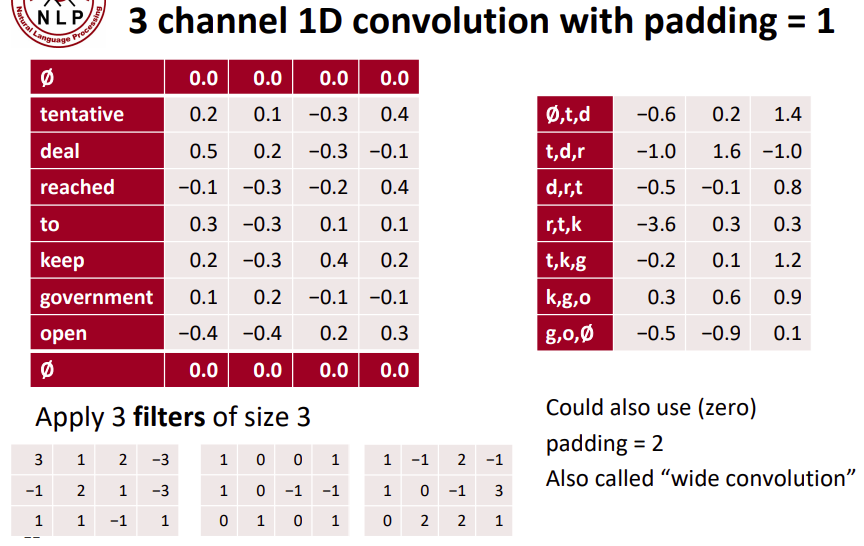 NLP
Natural Language Processing
3 channel 1D convolution with padding = 1
Ø 0.0 0.0 0.0 0.0
tentative 0.2 0.1 −0.3 0.4
deal 0.5 0.2 −0.3 −0.1
reached −0.1 −0.3 −0.2 0.4
to 0.3 −0.3 0.1 0.1
keep 0.2 −0.3 0.4 0.2
government 0.1 0.2 −0.1 −0.1
open −0.4 −0.4 0.2 0.3
Ø 0.0 0.0 0.0 0.0
Ø,t,d −0.6 0.2 1.4
t,d,r −1.0 1.6 −1.0
d,r,t −0.5 −0.1 0.8
r,t,k −3.6 0.3 0.3
t,k,g −0.2 0.1 1.2
k,g,o 0.3 0.6 0.9
g,o,Ø −0.5 −0.9 0.1
Apply 3 filters of size 3
3 1 2 −3
−1 2 1 −3
1 1 −1 1
1 0 0 1
1 0 −1 −1
0 1 0 1
1 −1 2 −1
1 0 −1 3
0 2 2 1
Could also use (zero)
padding = 2
Also called “wide convolution”